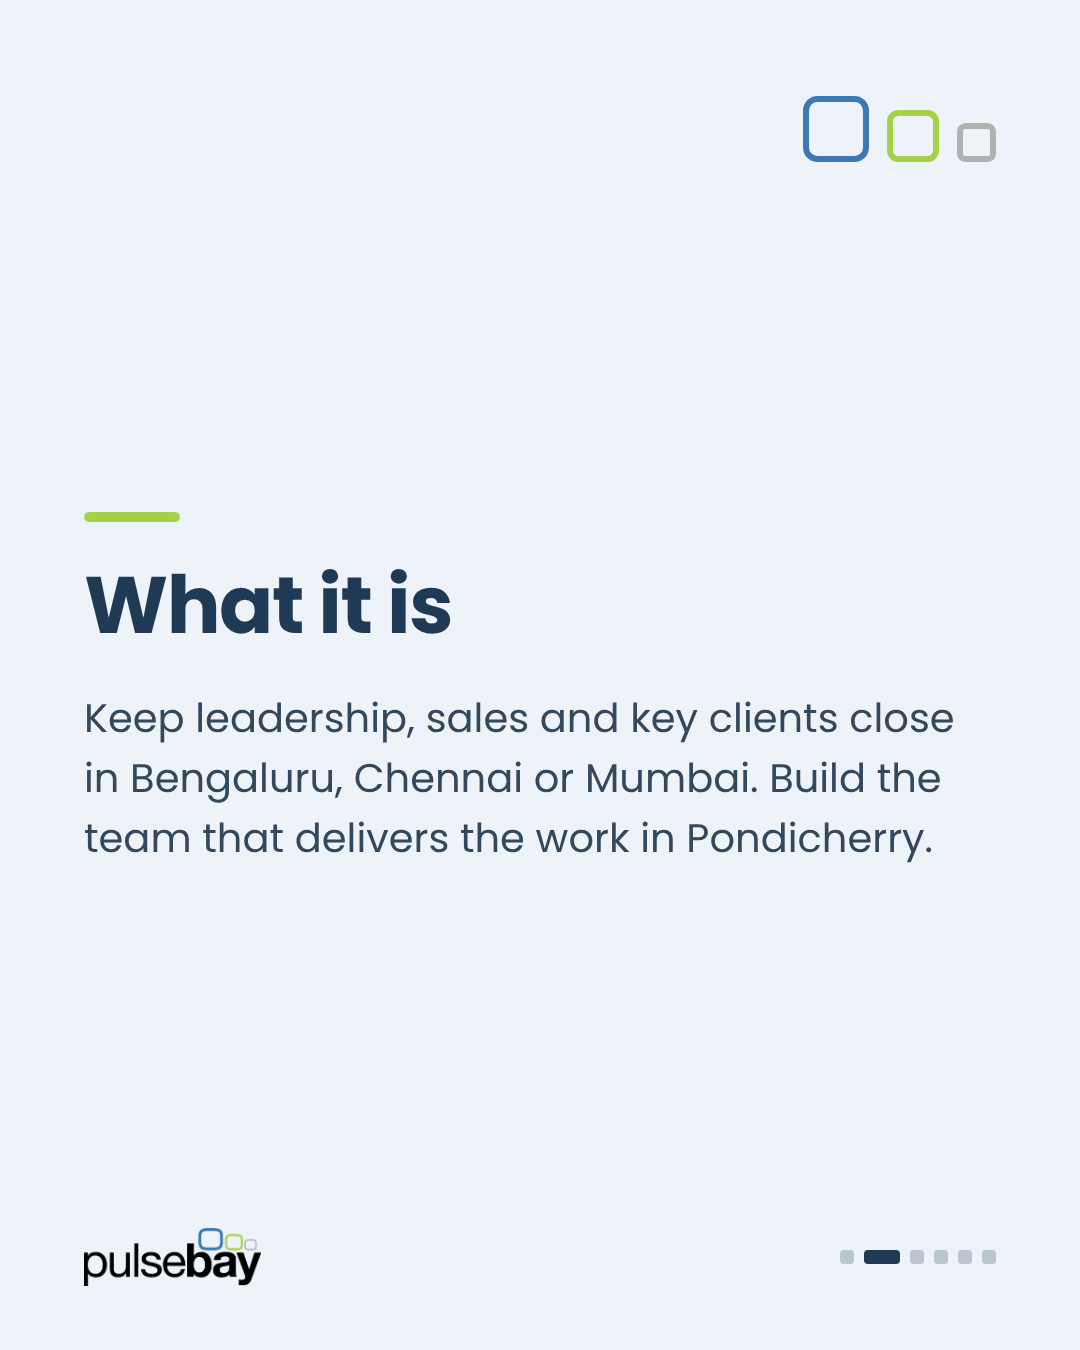 What it is
Keep leadership, sales and key clients close
in Bengaluru, Chennai or Mumbai. Build the
team that delivers the work in Pondicherry.
pulsebay